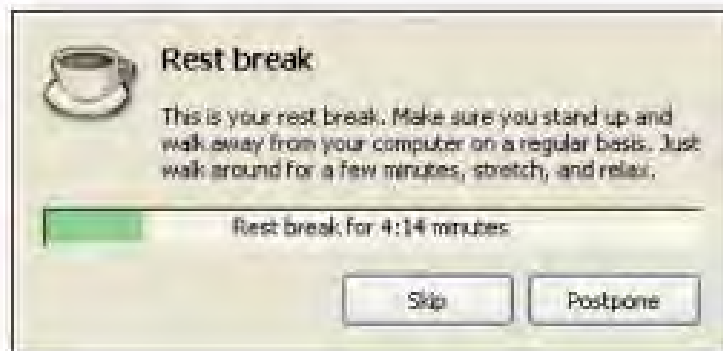 Rest break
This is your rest break. Make sure you stand up and
walk away from your computer on a regular basis. Just
walk around for a few minutes, stretch, and relax.
Rest break for 4:14 minutes
Skip
Postpone